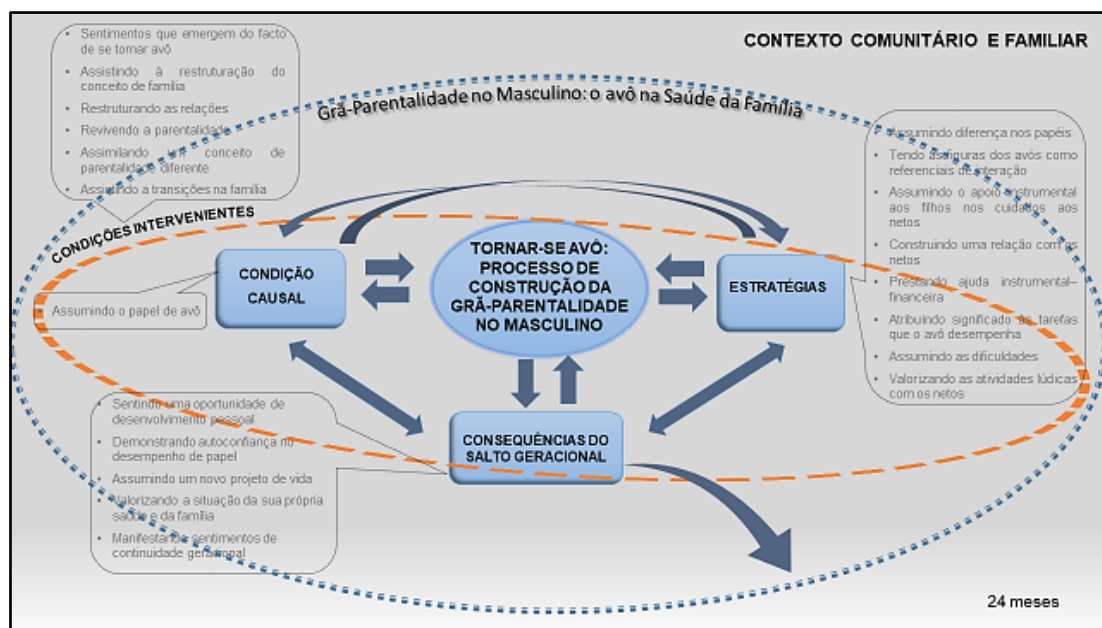 CONTEXTO COMUNITÁRIO E FAMILIAR
• Sentimentos que emergem do facto
de se tornar avô
• Assistindo à restruturação do
conceito de família
• Restruturando as relações
• Revivendo a parentalidade
• Assimilando um conceito de
parentalidade diferente
• Assistindo a transições na família
Grã-Parentalidade no Masculino: o avô na Saúde da Família
• Assumindo diferença nos papéis
• Tendo as figuras dos avós como
referenciais de interação
• Assumindo o apoio instrumental
aos filhos nos cuidados aos
netos
• Construindo uma relação com os
netos
• Prestando ajuda instrumental–
financeira
• Atribuindo significado às tarefas
que o avô desempenha
• Assumindo as dificuldades
• Valorizando as atividades lúdicas
com os netos
CONDIÇÕES INTERVENIENTES
CONDIÇÃO
CAUSAL
• Assumindo o papel de avô
TORNAR-SE AVÔ:
PROCESSO DE
CONSTRUÇÃO DA
GRÃ-PARENTALIDADE
NO MASCULINO
ESTRATÉGIAS
CONSEQUÊNCIAS DO
SALTO GERACIONAL
• Sentindo uma oportunidade de
desenvolvimento pessoal
• Demonstrando autoconfiança no
desempenho de papel
• Assumindo um novo projeto de vida
• Valorizando a situação da sua própria
saúde e da família
• Manifestando sentimentos de
continuidade geracional
24 meses